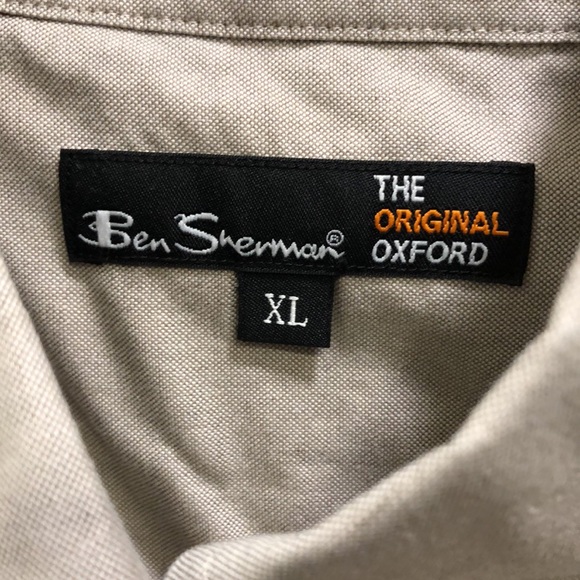 Ben Sherman®
THE
ORIGINAL
OXFORD
XL